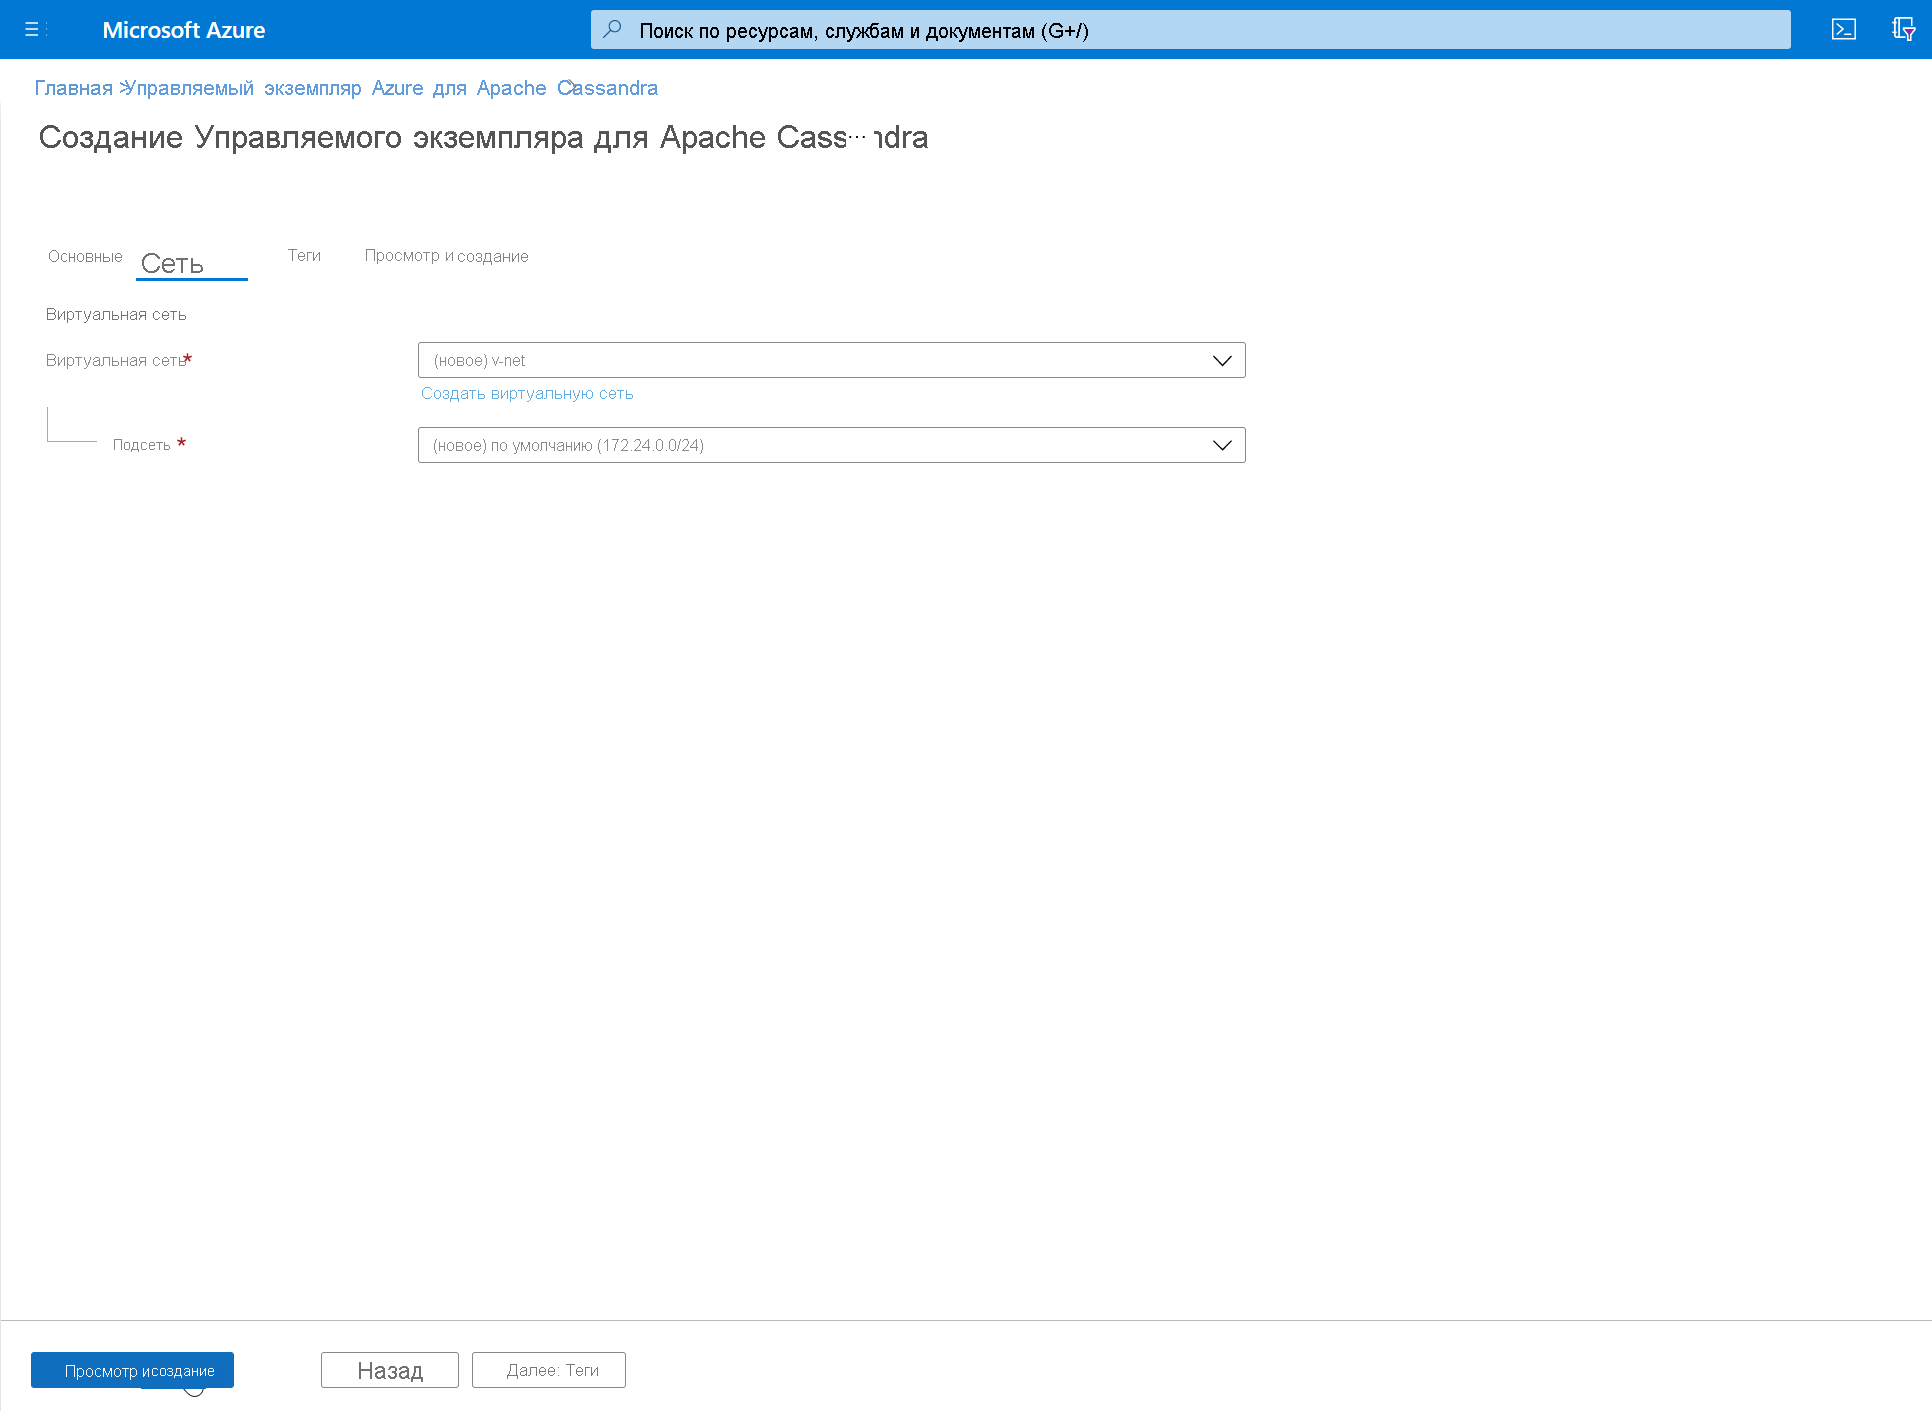 Microsoft Azure
Поиск по ресурсам, службам и документам (G+/)
Главная > Управляемый экземпляр Azure для Apache Cassandra
Создание Управляемого экземпляра для Apache Cass··· ndra
Основные Сеть Теги Просмотр и создание
Виртуальная сеть
Виртуальная сеть* (новое) v-net
Создать виртуальную сеть
Подсеть * (новое) по умолчанию (172.24.0.0/24)
Просмотр и создание Назад Далее: Теги